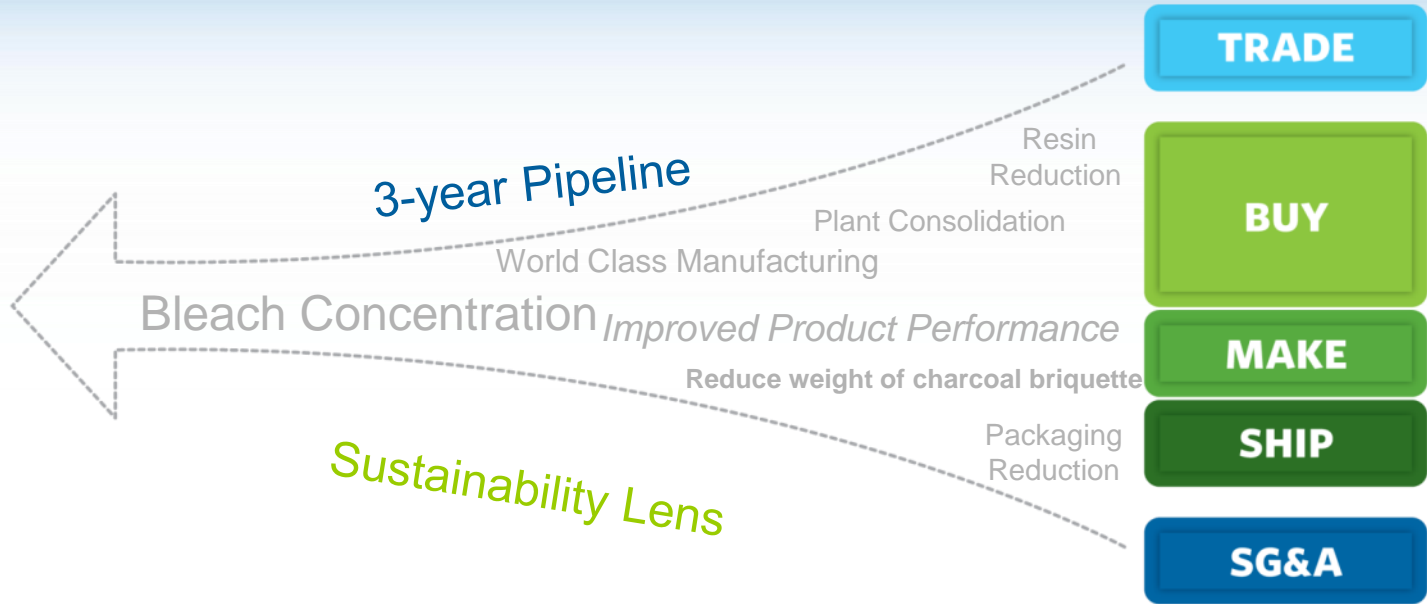 TRADE
Resin
Reduction
3-year Pipeline
Plant Consolidation
BUY
World Class Manufacturing
Bleach Concentration
Improved Product Performance
MAKE
Reduce weight of charcoal briquette
Packaging
Reduction
SHIP
Sustainability Lens
SG&A